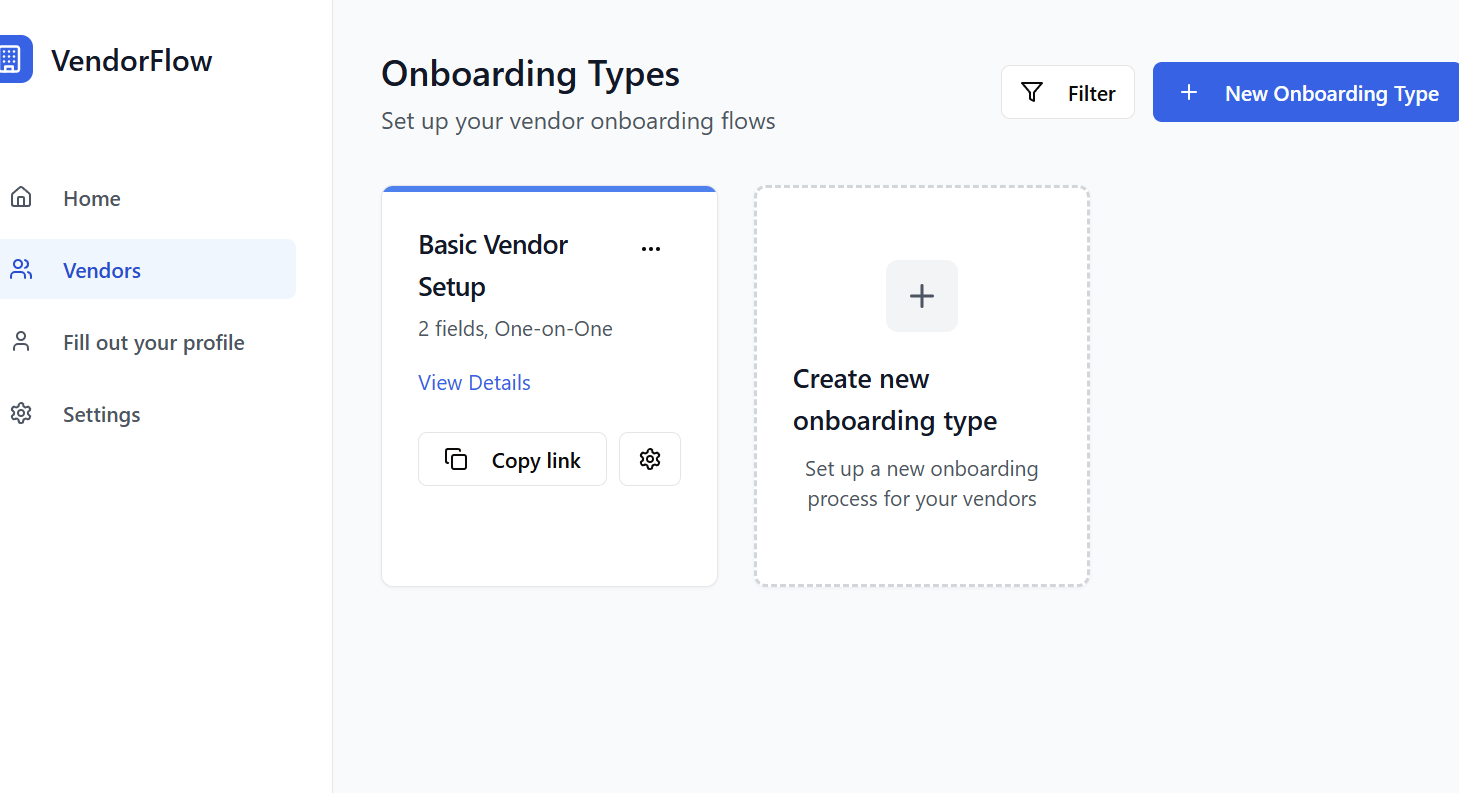 VendorFlow
Home
Vendors
Fill out your profile
Settings
Onboarding Types
Set up your vendor onboarding flows
Filter
New Onboarding Type
Basic Vendor
Setup
2 fields, One-on-One
View Details
Copy link
Create new
onboarding type
Set up a new onboarding
process for your vendors